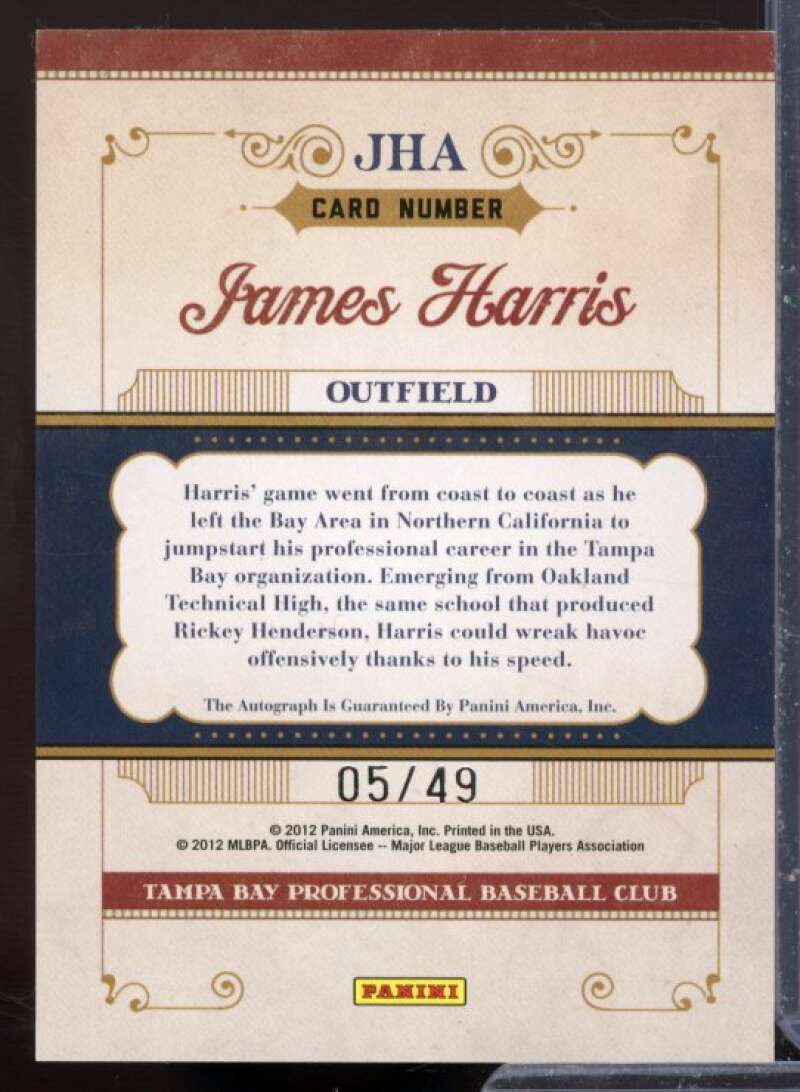 JHA
CARD NUMBER
James Harris
OUTFIELD
Harris' game went from coast to coast as he
left the Bay Area in Northern California to
jumpstart his professional career in the Tampa
Bay organization. Emerging from Oakland
Technical High, the same school that produced
Rickey Henderson, Harris could wreak havoc
offensively thanks to his speed.
The Autograph Is Guaranteed By Panini America, Inc.
05/49
© 2012 Panini America, Inc. Printed in the USA.
© 2012 MLBPA. Official Licensee -- Major League Baseball Players Association
TAMPA BAY PROFESSIONAL BASEBALL CLUB
PANINI